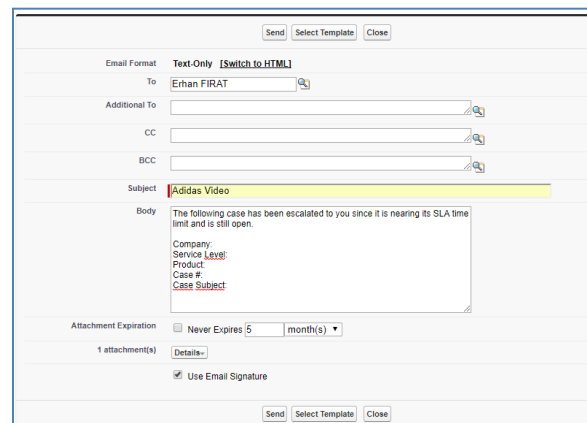 Send Select Template Close
Email Format Text-Only [Switch to HTML]
To Erhan FIRAT
Additional To
CC
BCC
Subject Adidas Video
Body The following case has been escalated to you since it is nearing its SLA time
limit and is still open.
Company:
Service Level:
Product:
Case #:
Case Subject:
Attachment Expiration Never Expires 5 month(s)
1 attachment(s) Details
Use Email Signature
Send Select Template Close